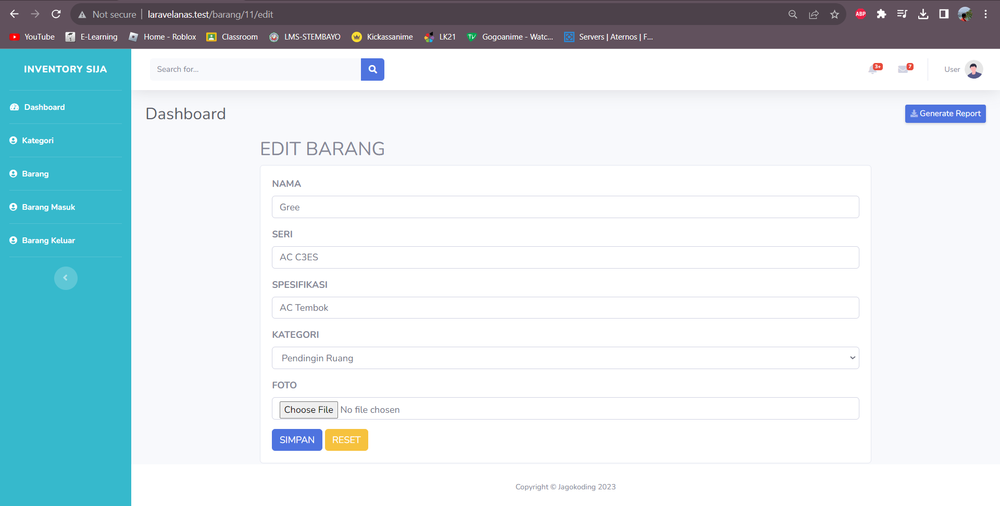 Not secure | laravelanas.test/barang/11/edit
ABP
YouTube E-Learning Home - Roblox Classroom LMS-STEMBAYO Kickassanime LK21 TV Gogoanime - Watc... Servers | Aternos | F...
INVENTORY SIJA
Search for...
3+ 7 User
Dashboard
Kategori
Barang
Barang Masuk
Barang Keluar
Dashboard
Generate Report
EDIT BARANG
NAMA
Gree
SERI
AC C3ES
SPESIFIKASI
AC Tembok
KATEGORI
Pendingin Ruang
FOTO
Choose File No file chosen
SIMPAN RESET
Copyright © Jagokoding 2023